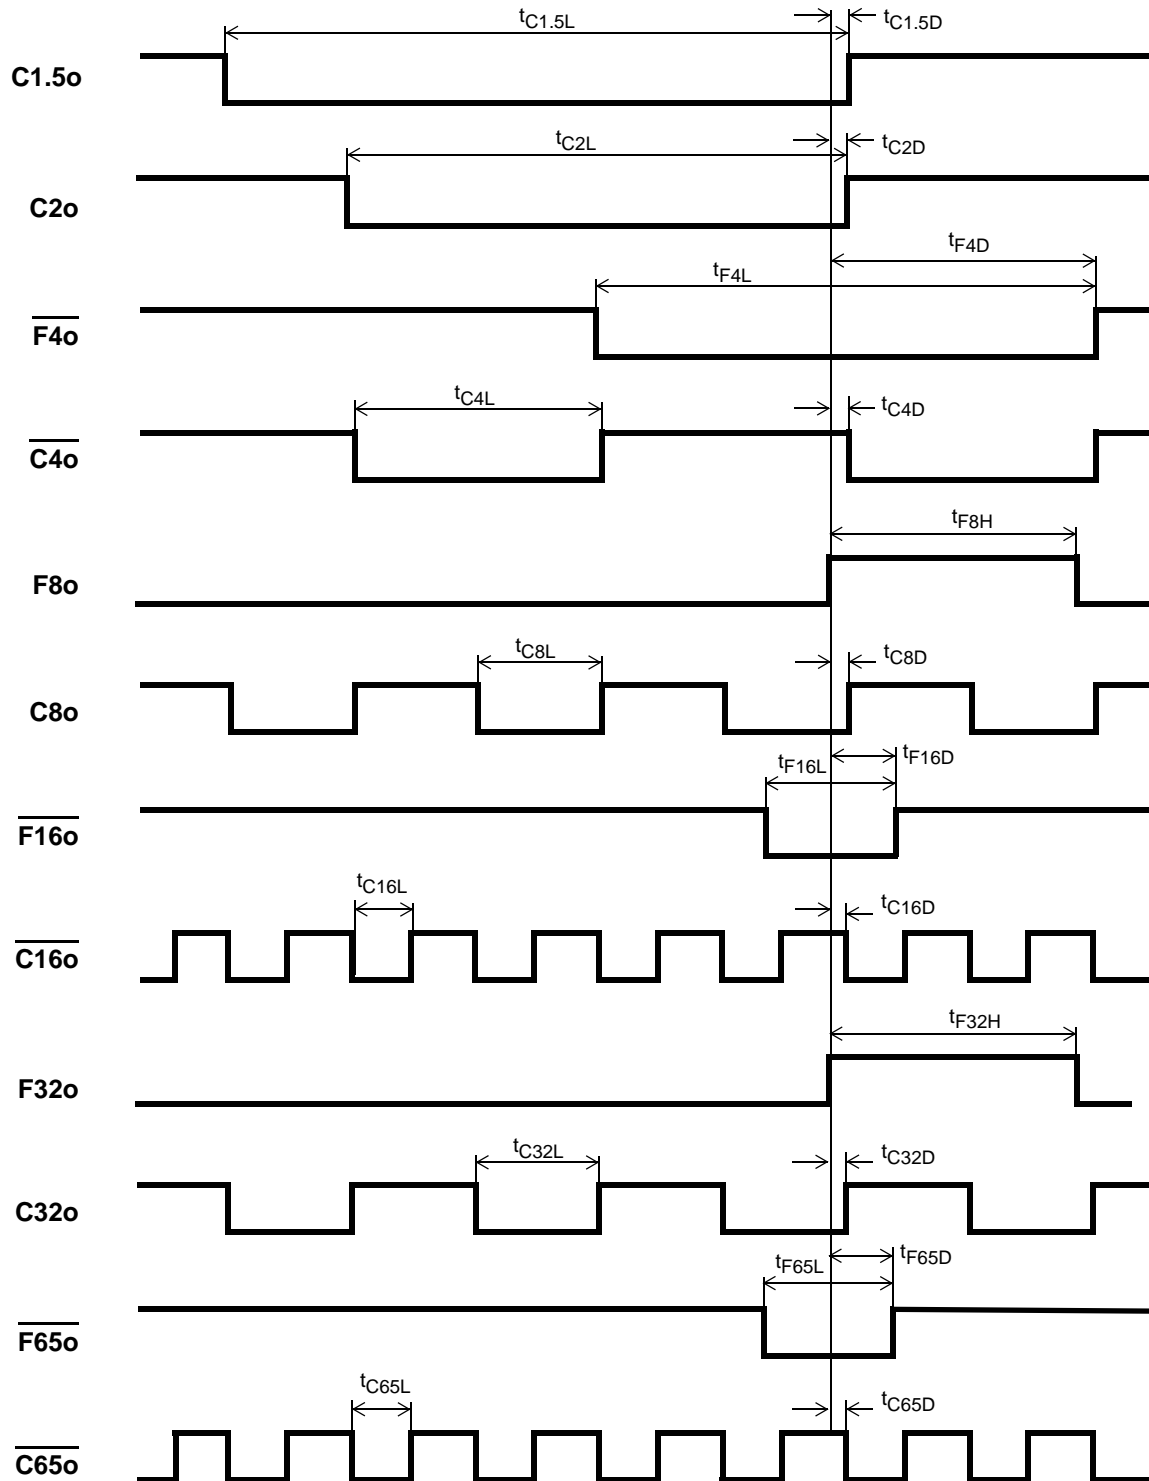 tC1.5L
tC1.5D
C1.5o
tC2L
tC2D
C2o
tF4D
tF4L
F4o
tC4L
tC4D
C4o
tF8H
F8o
tC8L
tC8D
C8o
tF16D
tF16L
F16o
tC16L
tC16D
C16o
tF32H
F32o
tC32L
tC32D
C32o
tF65D
tF65L
F65o
tC65L
tC65D
C65o